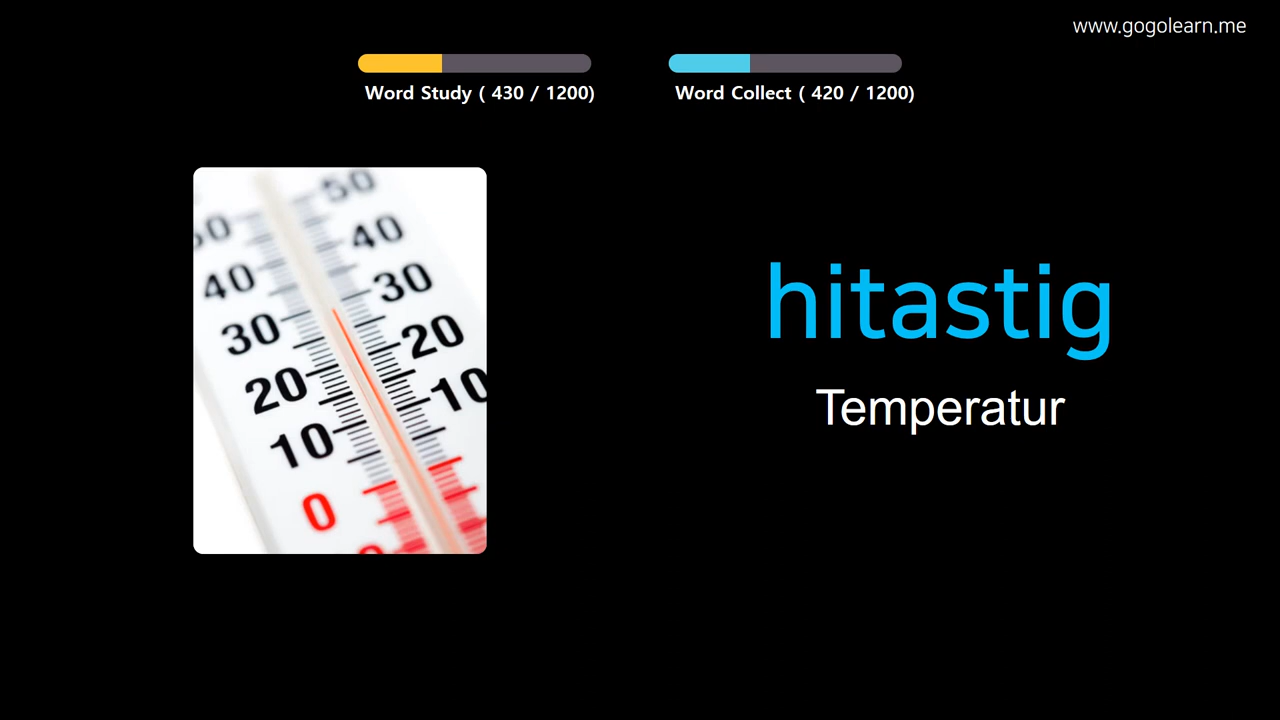 www.gogolearn.me
Word Study ( 430 / 1200)
Word Collect ( 420 / 1200)
50
50
40
40
30
30
20
20
10
10
0
hitastig
Temperatur